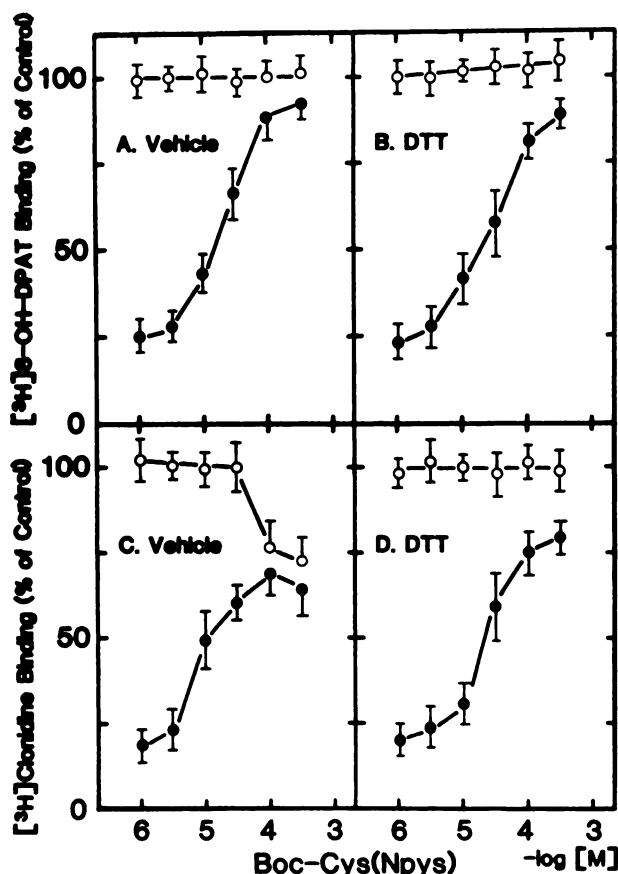 [³H]8-OH-DPAT Binding (% of Control)
100
50
0
A. Vehicle
B. DTT
[³H]Clonidine Binding (% of Control)
100
50
0
C. Vehicle
D. DTT
6 5 4 3 6 5 4 3
Boc-Cys(Npys) -log [M]